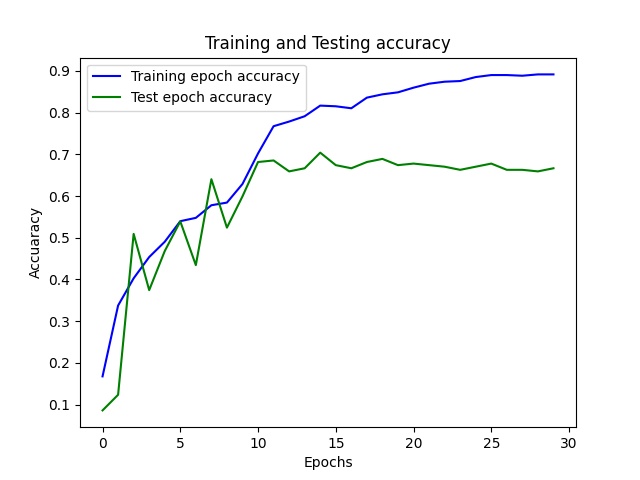 Training and Testing accuracy
Training epoch accuracy
Test epoch accuracy
Accuaracy
0.9
0.8
0.7
0.6
0.5
0.4
0.3
0.2
0.1
0 5 10 15 20 25 30
Epochs